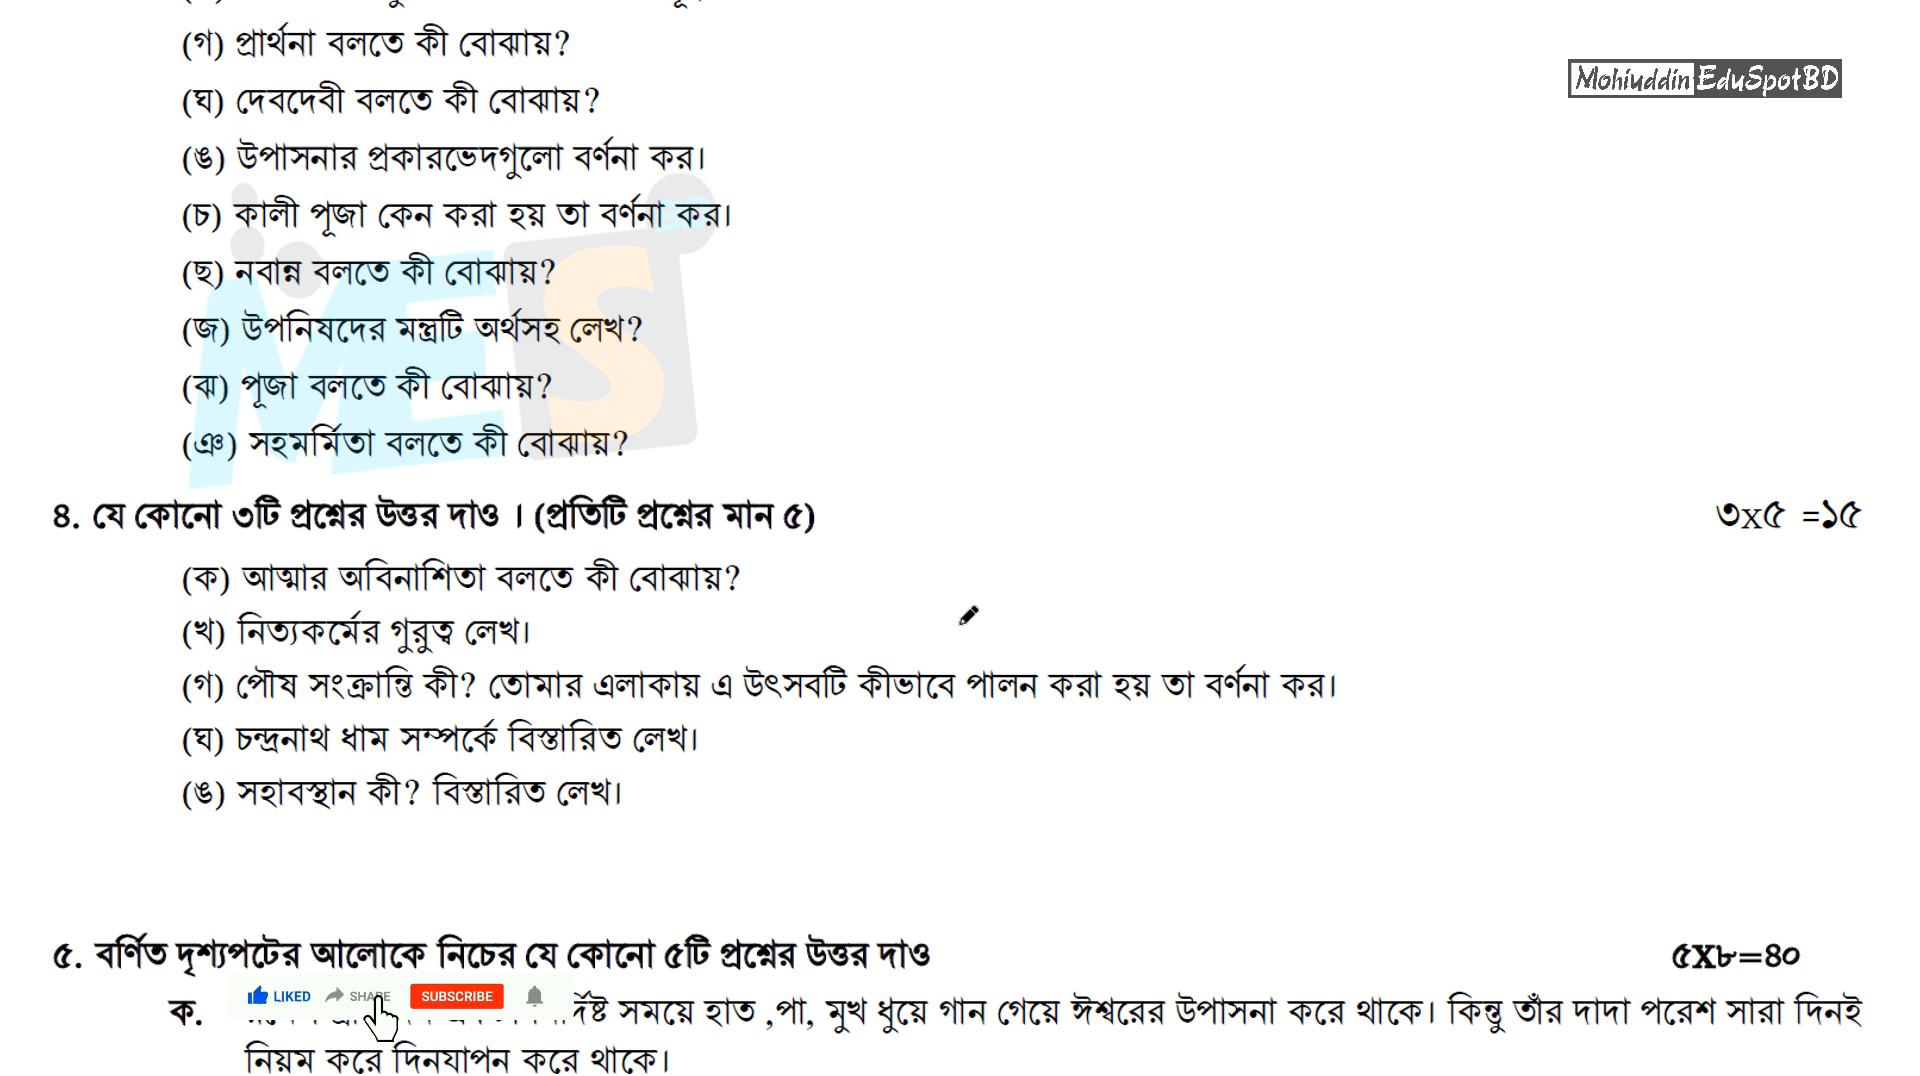 (গ) প্রার্থনা বলতে কী বোঝায়?
Mohiuddin EduSpotBD
(ঘ) দেবদেবী বলতে কী বোঝায়?
(ঙ) উপাসনার প্রকারভেদগুলো বর্ণনা কর।
(চ) কালী পূজা কেন করা হয় তা বর্ণনা কর।
(ছ) নবান্ন বলতে কী বোঝায়?
(জ) উপনিষদের মন্ত্রটি অর্থসহ লেখ?
(ঝ) পূজা বলতে কী বোঝায়?
(ঞ) সহমর্মিতা বলতে কী বোঝায়?
MES
৪. যে কোনো ৩টি প্রশ্নের উত্তর দাও । (প্রতিটি প্রশ্নের মান ৫) ৩x৫ =১৫
(ক) আত্মার অবিনাশিতা বলতে কী বোঝায়?
(খ) নিত্যকর্মের গুরুত্ব লেখ।
(গ) পৌষ সংক্রান্তি কী? তোমার এলাকায় এ উৎসবটি কীভাবে পালন করা হয় তা বর্ণনা কর।
(ঘ) চন্দ্রনাথ ধাম সম্পর্কে বিস্তারিত লেখ।
(ঙ) সহাবস্থান কী? বিস্তারিত লেখ।
৫. বর্ণিত দৃশ্যপটের আলোকে নিচের যে কোনো ৫টি প্রশ্নের উত্তর দাও ৫X৮=৪০
LIKED SHARE SUBSCRIBE
ক. সময়ে হাত ,পা, মুখ ধুয়ে গান গেয়ে ঈশ্বরের উপাসনা করে থাকে। কিন্তু তাঁর দাদা পরেশ সারা দিনই
নিয়ম করে দিনযাপন করে থাকে।